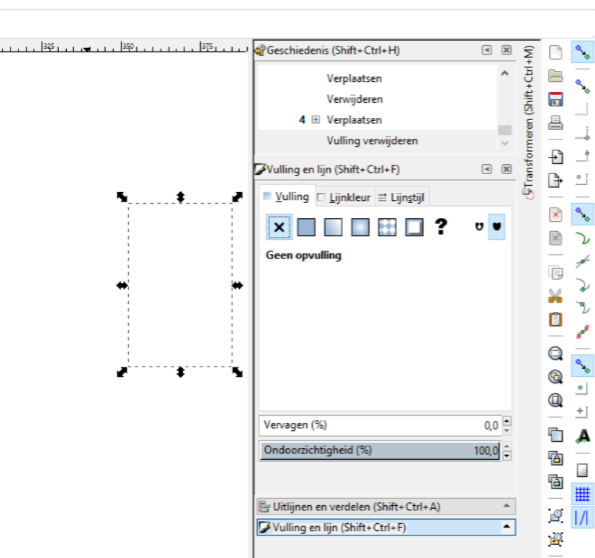 325 350 375
Geschiedenis (Shift+Ctrl+H)
Verplaatsen
Verwijderen
4 Verplaatsen
Vulling verwijderen
Vulling en lijn (Shift+Ctrl+F)
Vulling Lijnkleur Lijnstijl
?
Geen opvulling
Vervagen (%) 0,0
Ondoorzichtigheid (%) 100,0
Uitlijnen en verdelen (Shift+Ctrl+A)
Vulling en lijn (Shift+Ctrl+F)
Transformeren (Shift+Ctrl+M)
A